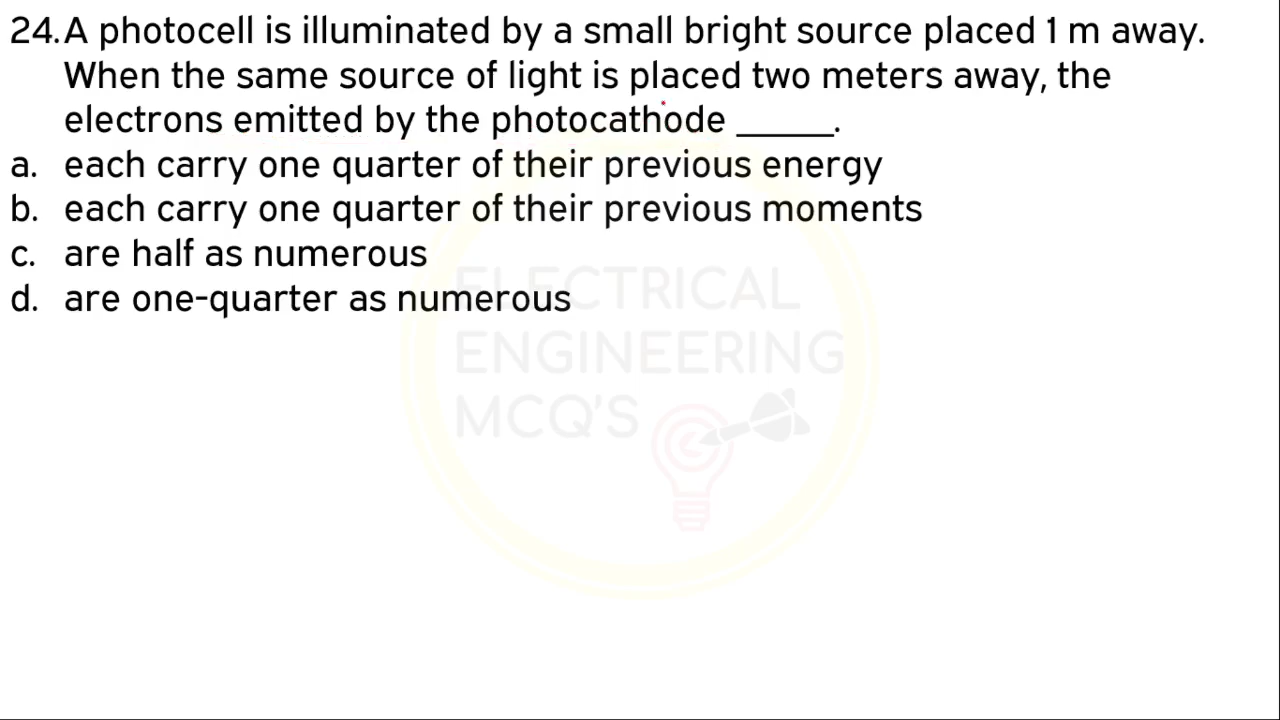 24.A photocell is illuminated by a small bright source placed 1 m away.
When the same source of light is placed two meters away, the
electrons emitted by the photocathode _____.
a. each carry one quarter of their previous energy
b. each carry one quarter of their previous moments
c. are half as numerous
d. are one-quarter as numerous
ELECTRICAL
ENGINEERING
MCQ'S